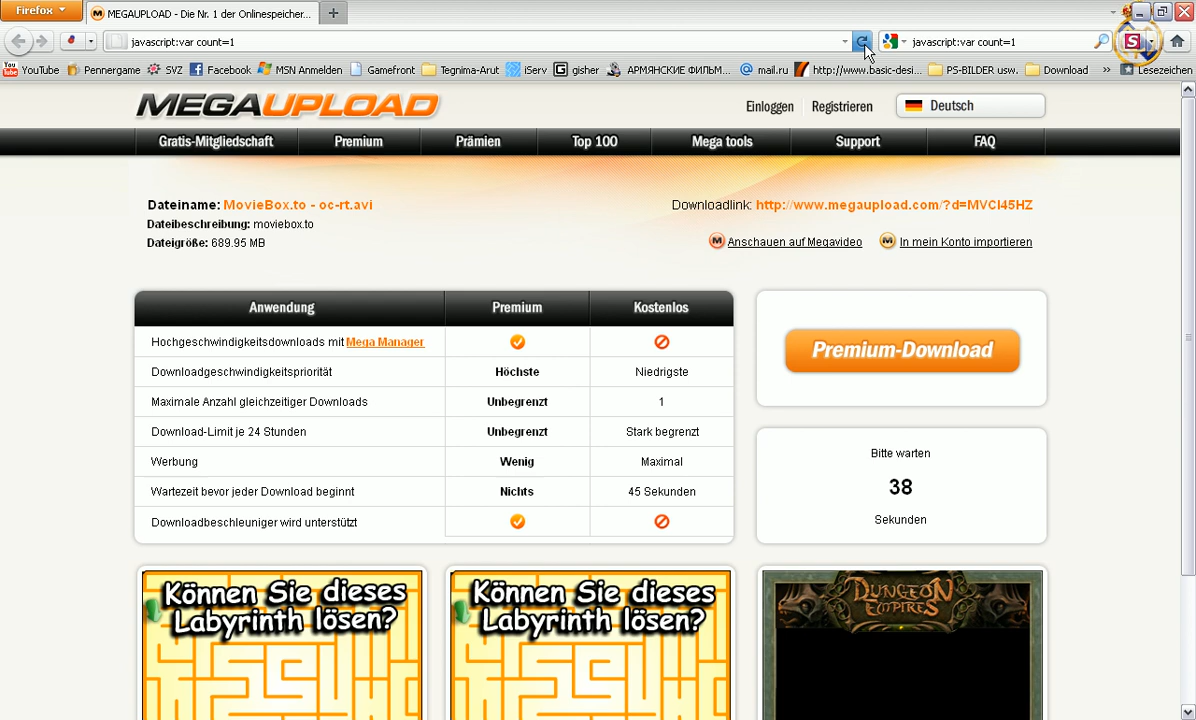 Firefox
MEGAUPLOAD - Die Nr. 1 der Onlinespeicher...
javascript:var count=1
javascript:var count=1
YouTube Pennergame SVZ Facebook MSN Anmelden Gamefront Tegnima-Arut iServ gisher АРМЯНСКИЕ ФИЛЬМ... mail.ru http://www.basic-desi... PS-BILDER usw. Download » Lesezeichen
MEGAUPLOAD
Einloggen Registrieren Deutsch
Gratis-Mitgliedschaft Premium Prämien Top 100 Mega tools Support FAQ
Dateiname: MovieBox.to - oc-rt.avi
Dateibeschreibung: moviebox.to
Dateigröße: 689.95 MB
Downloadlink: http://www.megaupload.com/?d=MVCI45HZ
Anschauen auf Megavideo In mein Konto importieren
Anwendung Premium Kostenlos
Hochgeschwindigkeitsdownloads mit Mega Manager
Downloadgeschwindigkeitspriorität Höchste Niedrigste
Maximale Anzahl gleichzeitiger Downloads Unbegrenzt 1
Download-Limit je 24 Stunden Unbegrenzt Stark begrenzt
Werbung Wenig Maximal
Wartezeit bevor jeder Download beginnt Nichts 45 Sekunden
Downloadbeschleuniger wird unterstützt
Premium-Download
Bitte warten
38
Sekunden
Können Sie dieses
Labyrinth lösen?
Können Sie dieses
Labyrinth lösen?
DUNGEON
EMPIRES